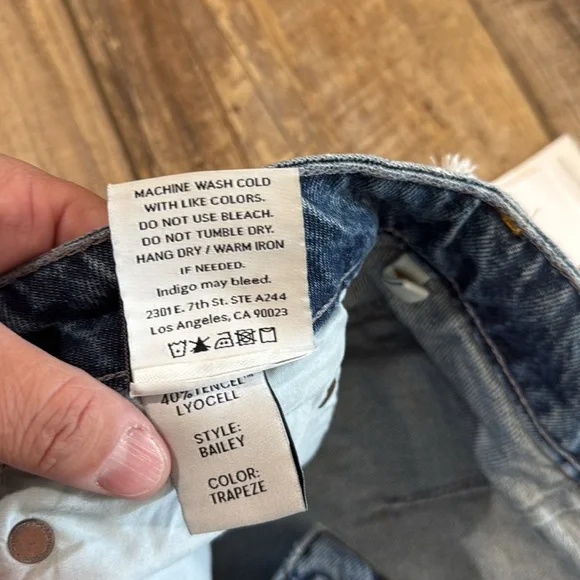 MACHINE WASH COLD
WITH LIKE COLORS.
DO NOT USE BLEACH.
DO NOT TUMBLE DRY.
HANG DRY / WARM IRON
IF NEEDED.
Indigo may bleed.
2301 E. 7th St. STE A244
Los Angeles, CA 90023
40% TENCEL™
LYOCELL
STYLE:
BAILEY
COLOR:
TRAPEZE